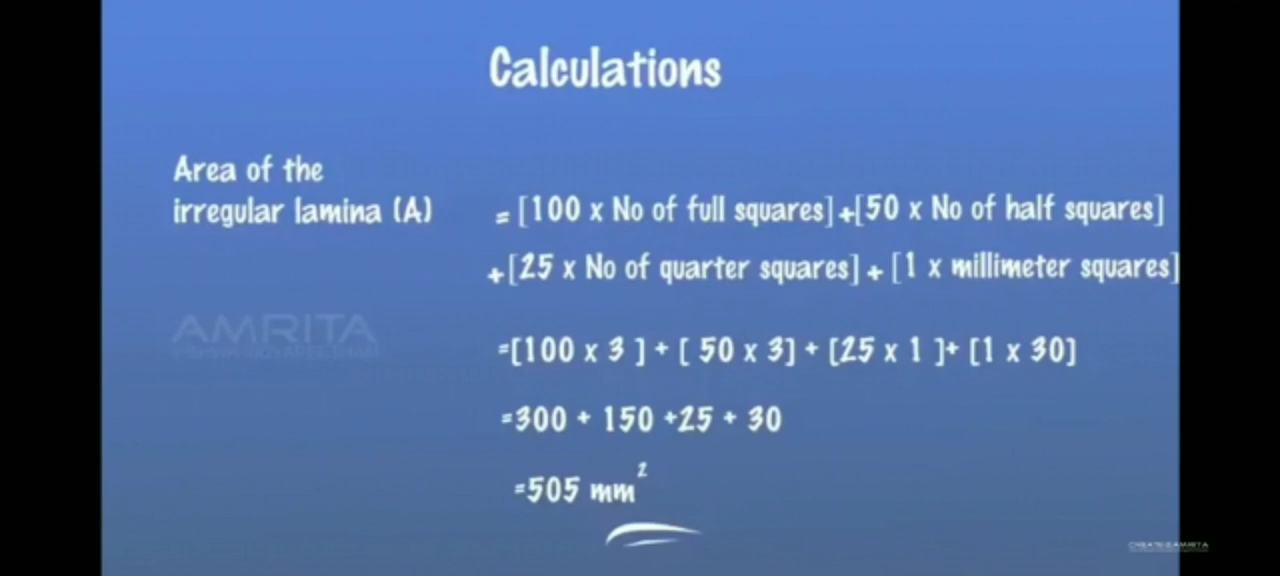 Calculations
Area of the
irregular lamina (A)
= [100 x No of full squares] +[50 x No of half squares]
+[25 x No of quarter squares] + [1 x millimeter squares]
AMRITA
=[100 x 3 ] + [ 50 x 3] + [25 x 1 ]+ [1 x 30]
=300 + 150 +25 + 30
=505 mm²